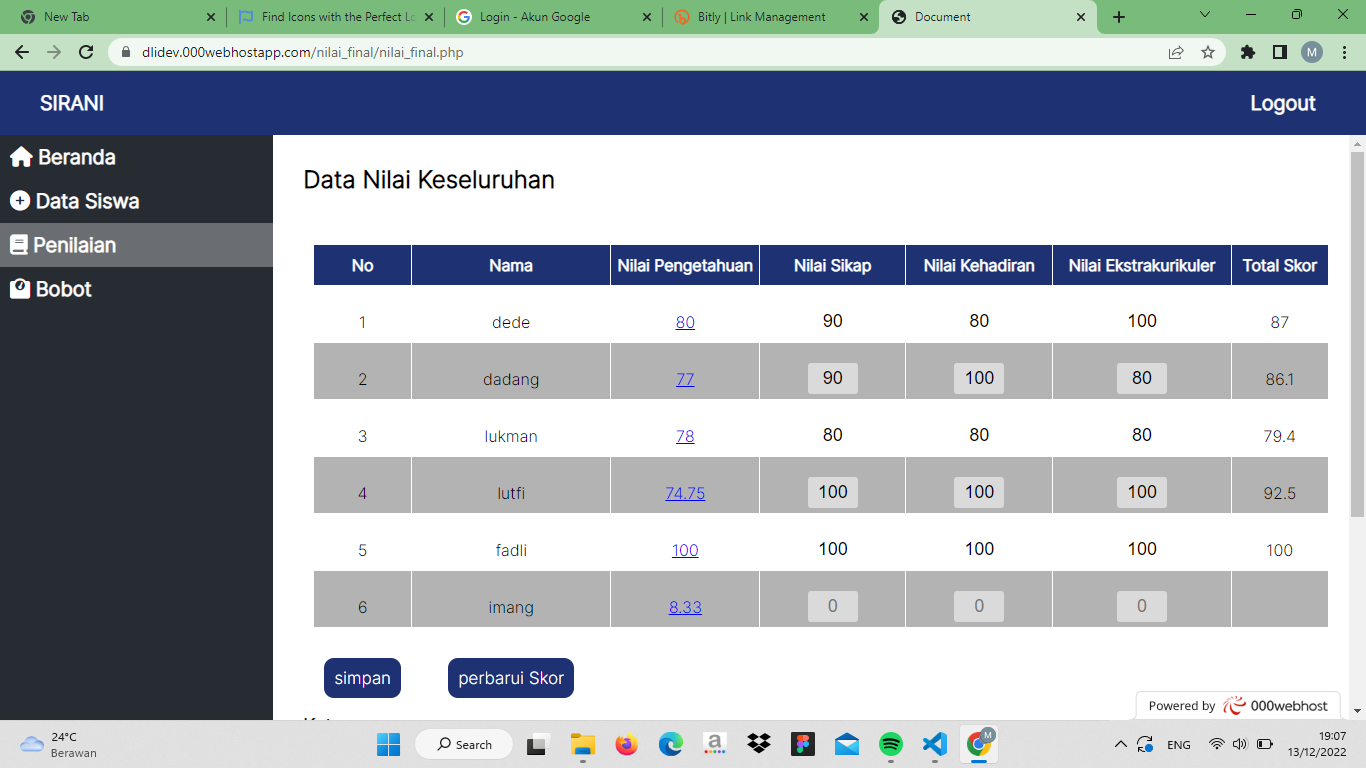 New Tab
Find Icons with the Perfect Lo
Login - Akun Google
Bitly | Link Management
Document
dlidev.000webhostapp.com/nilai_final/nilai_final.php
M
SIRANI
Logout
Beranda
Data Siswa
Penilaian
Bobot
Data Nilai Keseluruhan
No Nama Nilai Pengetahuan Nilai Sikap Nilai Kehadiran Nilai Ekstrakurikuler Total Skor
1 dede 80 90 80 100 87
2 dadang 77 90 100 80 86.1
3 lukman 78 80 80 80 79.4
4 lutfi 74.75 100 100 100 92.5
5 fadli 100 100 100 100 100
6 imang 8.33 0 0 0
simpan
perbarui Skor
Powered by 000webhost
24°C
Berawan
Search
a
M
ENG
19:07
13/12/2022